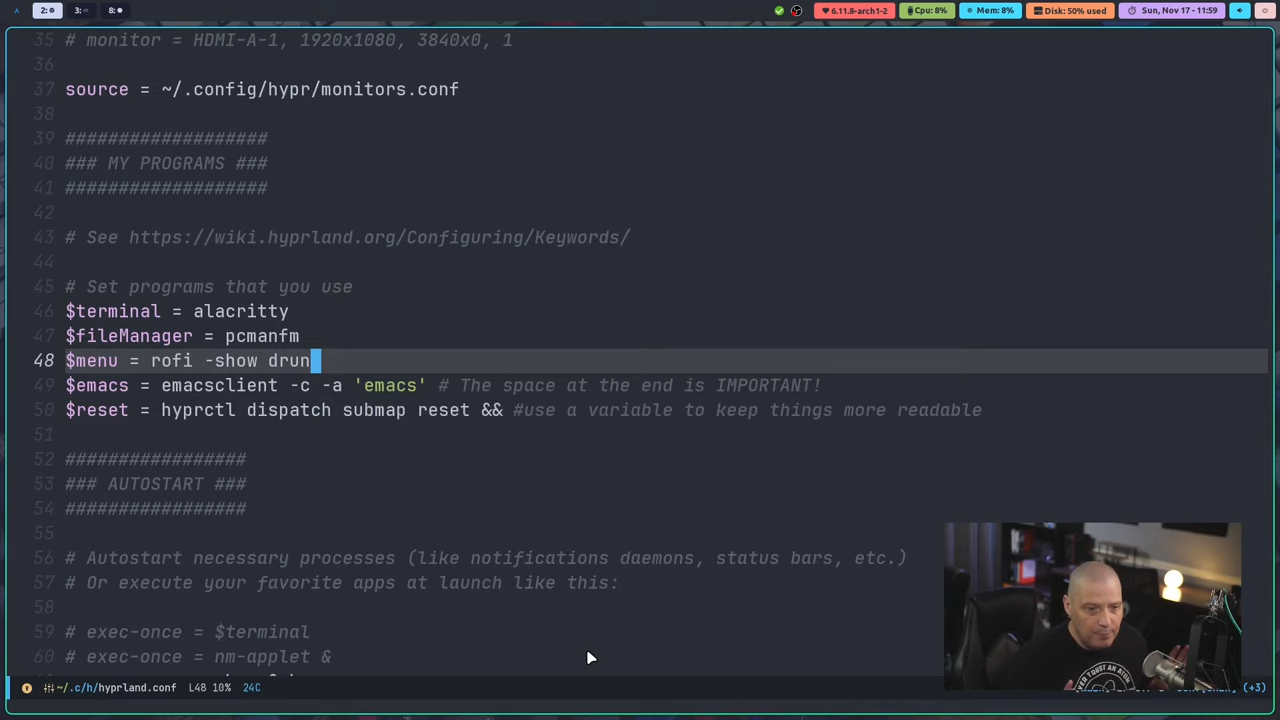 2:
3:
8:
6.11.8-arch1-2
Cpu: 8%
Mem: 8%
Disk: 50% used
Sun, Nov 17 - 11:59
35 # monitor = HDMI-A-1, 1920x1080, 3840x0, 1
36
37 source = ~/.config/hypr/monitors.conf
38
39 ###################
40 ### MY PROGRAMS ###
41 ###################
42
43 # See https://wiki.hyprland.org/Configuring/Keywords/
44
45 # Set programs that you use
46 $terminal = alacritty
47 $fileManager = pcmanfm
48 $menu = rofi -show drun
49 $emacs = emacsclient -c -a 'emacs' # The space at the end is IMPORTANT!
50 $reset = hyprctl dispatch submap reset && #use a variable to keep things more readable
51
52 #################
53 ### AUTOSTART ###
54 #################
55
56 # Autostart necessary processes (like notifications daemons, status bars, etc.)
57 # Or execute your favorite apps at launch like this:
58
59 # exec-once = $terminal
60 # exec-once = nm-applet &
~/.c/h/hyprland.conf L48 10% 24C
(+3)